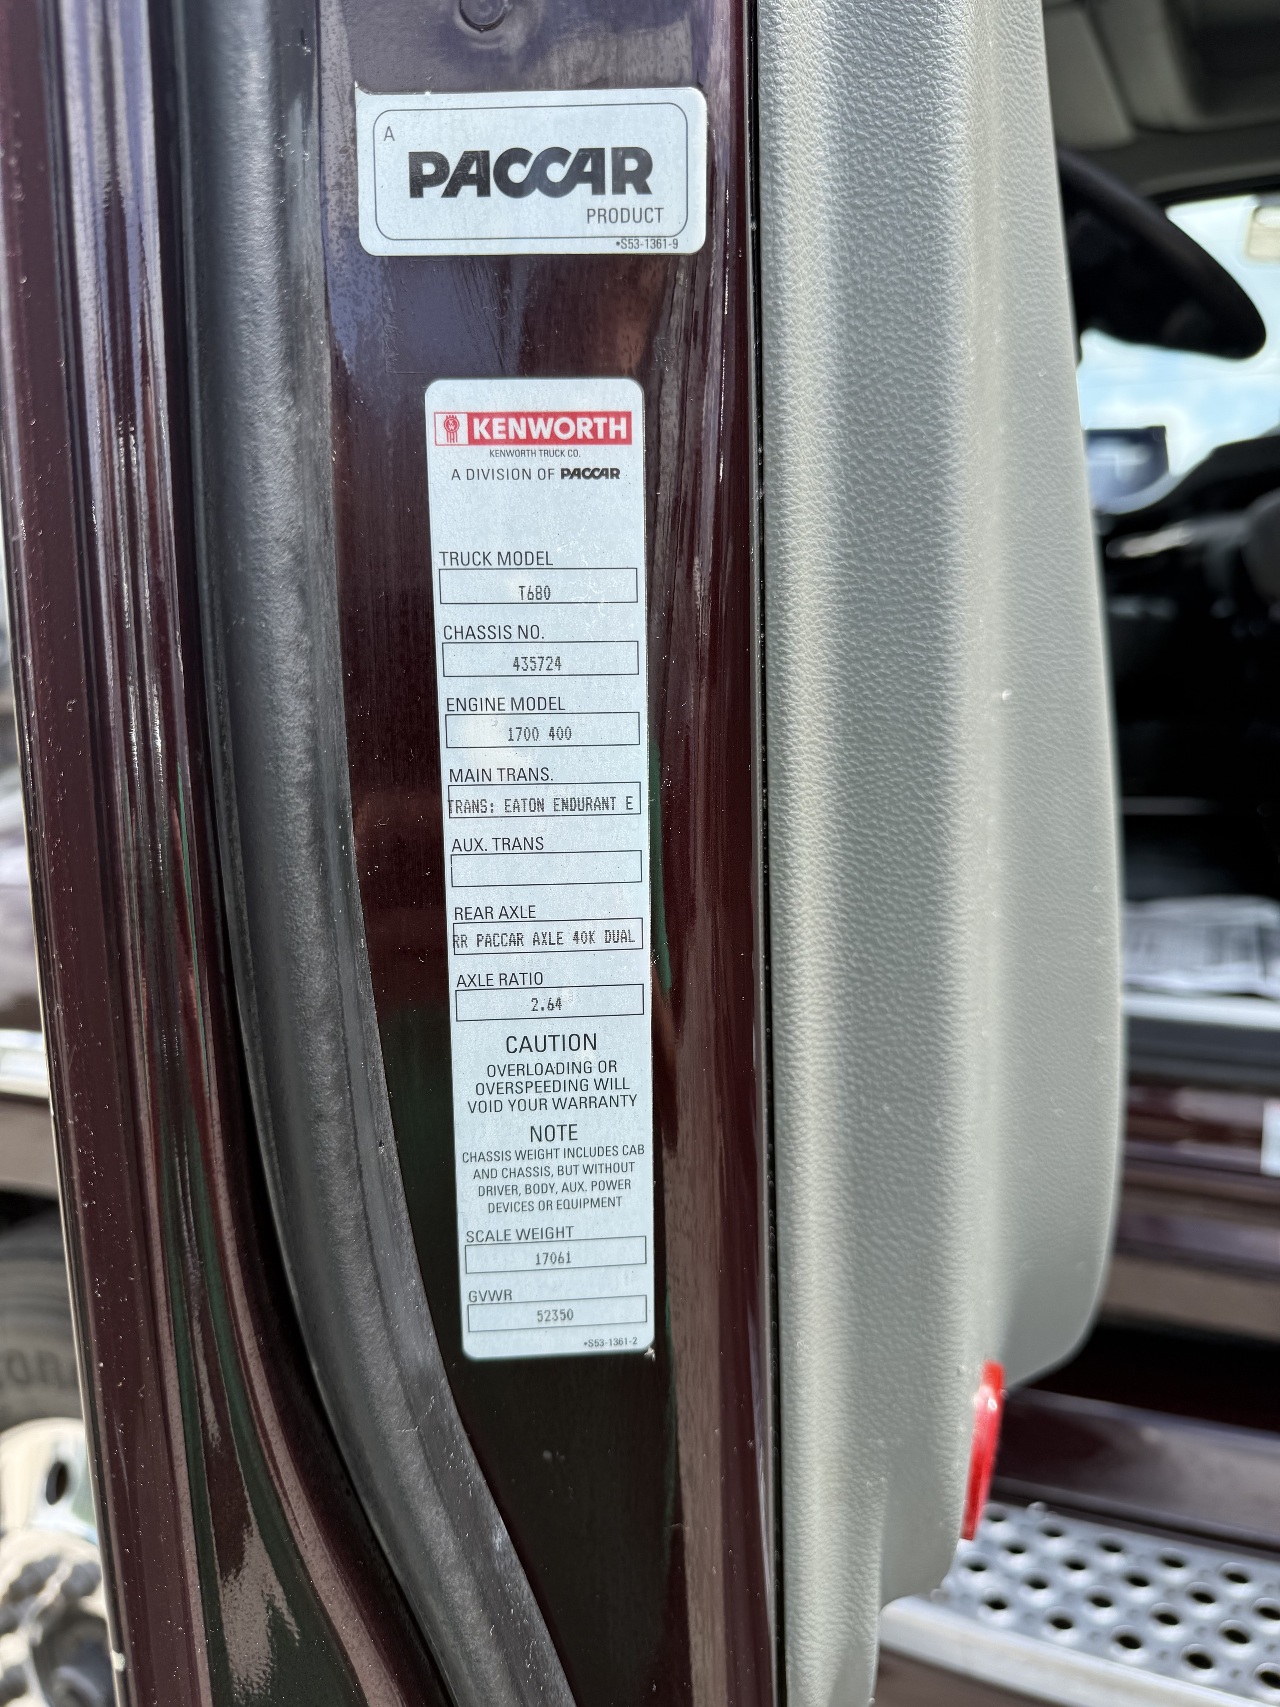 A
PACCAR
PRODUCT
•S53-1361-9
KENWORTH
KENWORTH TRUCK CO.
A DIVISION OF PACCAR
TRUCK MODEL
T680
CHASSIS NO.
435724
ENGINE MODEL
1700 400
MAIN TRANS.
TRANS: EATON ENDURANT E
AUX. TRANS
REAR AXLE
RR PACCAR AXLE 40K DUAL
AXLE RATIO
2.64
CAUTION
OVERLOADING OR
OVERSPEEDING WILL
VOID YOUR WARRANTY
NOTE
CHASSIS WEIGHT INCLUDES CAB
AND CHASSIS, BUT WITHOUT
DRIVER, BODY, AUX. POWER
DEVICES OR EQUIPMENT
SCALE WEIGHT
17061
GVWR
52350
•S53-1361-2